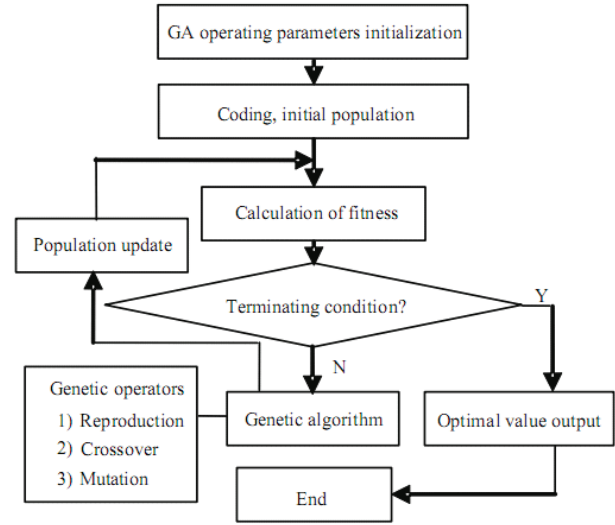 GA operating parameters initialization
Coding, initial population
Calculation of fitness
Population update
Terminating condition?
Y
N
Genetic operators
1) Reproduction
2) Crossover
3) Mutation
Genetic algorithm
Optimal value output
End